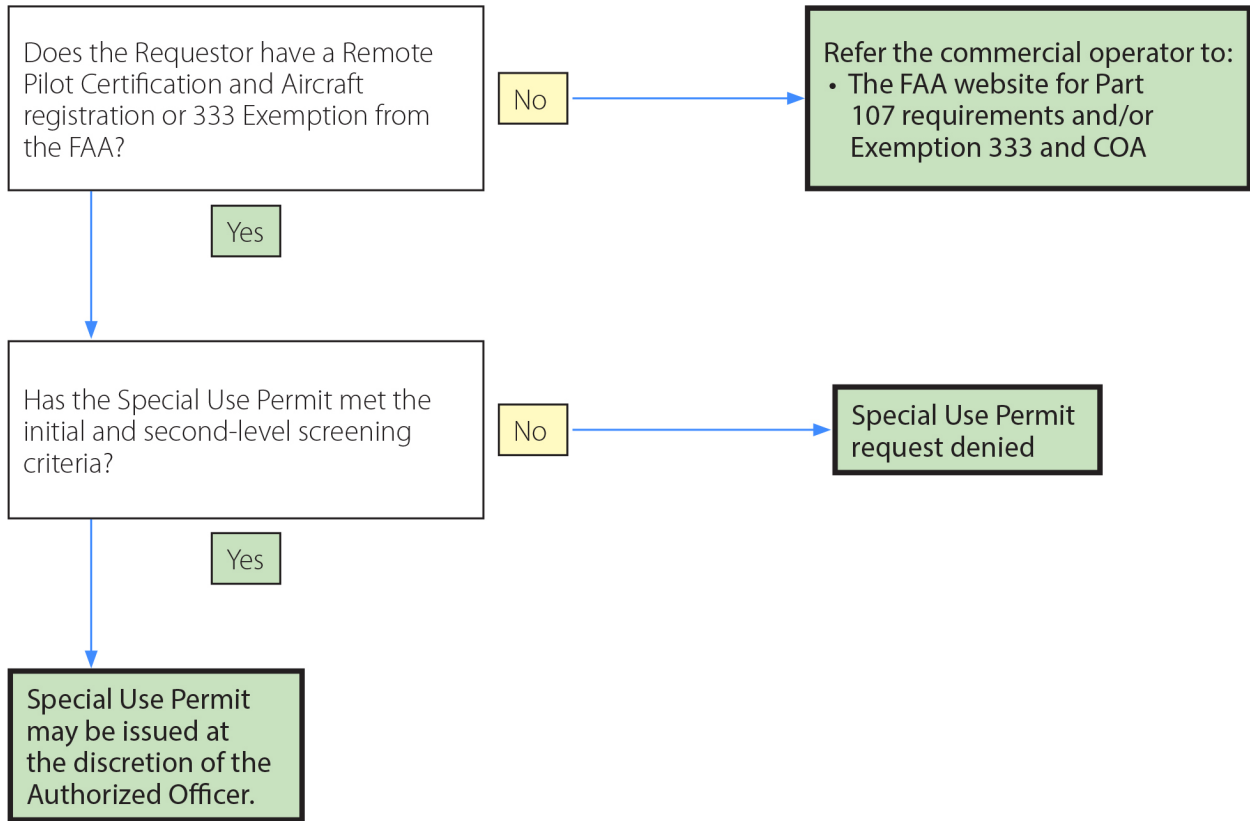 Does the Requestor have a Remote
Pilot Certification and Aircraft
registration or 333 Exemption from
the FAA?
No
Refer the commercial operator to:
• The FAA website for Part
107 requirements and/or
Exemption 333 and COA
Yes
Has the Special Use Permit met the
initial and second-level screening
criteria?
No
Special Use Permit
request denied
Yes
Special Use Permit
may be issued at
the discretion of the
Authorized Officer.